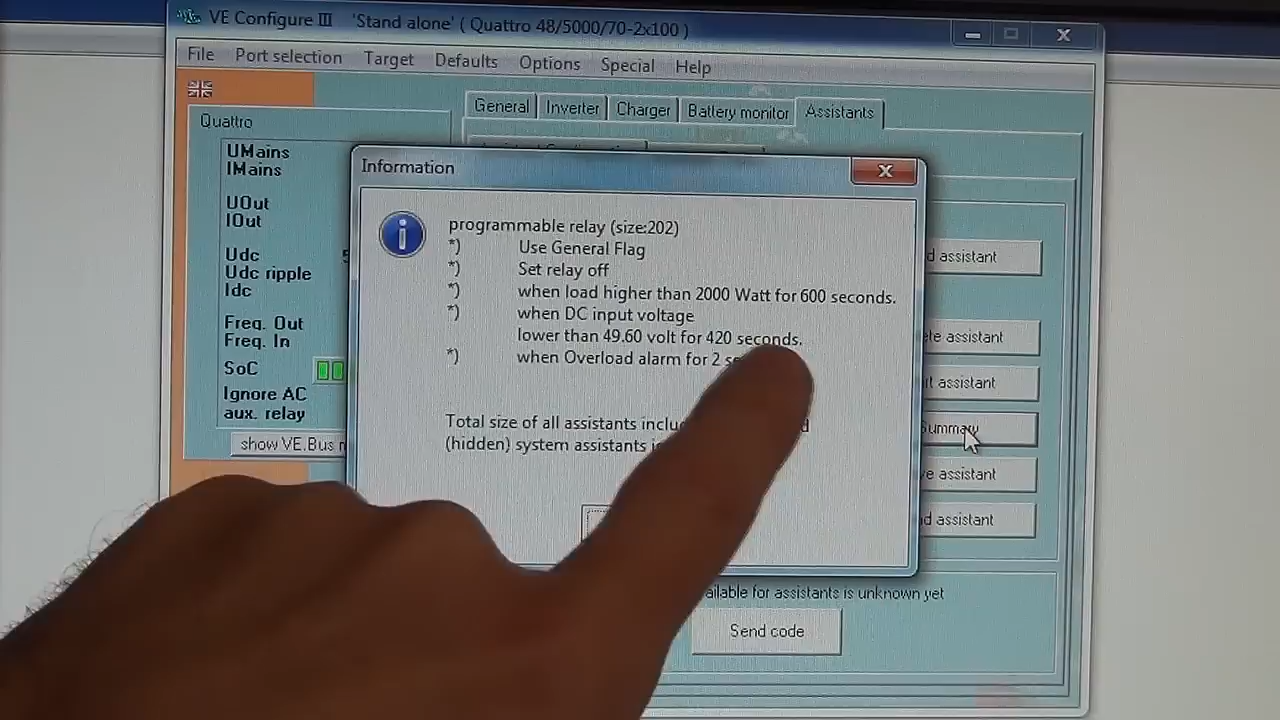 VE Configure III 'Stand alone' ( Quattro 48/5000/70-2x100 )
File Port selection Target Defaults Options Special Help
General Inverter Charger Battery monitor Assistants
Quattro
UMains
IMains
UOut
IOut
Udc
Udc ripple
Idc
Freq. Out
Freq. In
SoC
Ignore AC
aux. relay
show VE.Bus
Information
programmable relay (size:202)
*) Use General Flag
*) Set relay off
*) when load higher than 2000 Watt for 600 seconds.
*) when DC input voltage
lower than 49.60 volt for 420 seconds.
*) when Overload alarm for 2
Total size of all assistants
(hidden) system assistants
assistant
assistant
assistant
Summary
assistant
assistant
for assistants is unknown yet
Send code